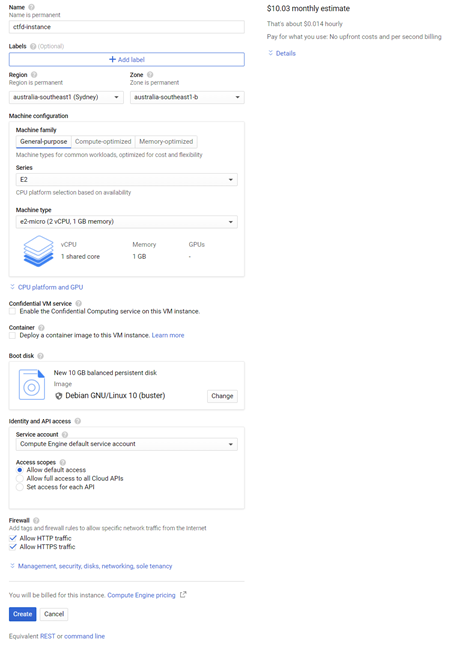 Name
Name is permanent
ctfd-instance
Labels (Optional)
+ Add label
Region
Region is permanent
australia-southeast1 (Sydney)
Zone
Zone is permanent
australia-southeast1-b
Machine configuration
Machine family
General-purpose Compute-optimized Memory-optimized
Machine types for common workloads, optimized for cost and flexibility
Series
E2
CPU platform selection based on availability
Machine type
e2-micro (2 vCPU, 1 GB memory)
vCPU Memory GPUs
1 shared core 1 GB -
CPU platform and GPU
Confidential VM service
Enable the Confidential Computing service on this VM instance.
Container
Deploy a container image to this VM instance. Learn more
Boot disk
New 10 GB balanced persistent disk
Image
Debian GNU/Linux 10 (buster)
Change
Identity and API access
Service account
Compute Engine default service account
Access scopes
Allow default access
Allow full access to all Cloud APIs
Set access for each API
Firewall
Add tags and firewall rules to allow specific network traffic from the Internet
Allow HTTP traffic
Allow HTTPS traffic
Management, security, disks, networking, sole tenancy
You will be billed for this instance. Compute Engine pricing
Create Cancel
Equivalent REST or command line
$10.03 monthly estimate
That's about $0.014 hourly
Pay for what you use: No upfront costs and per second billing
Details